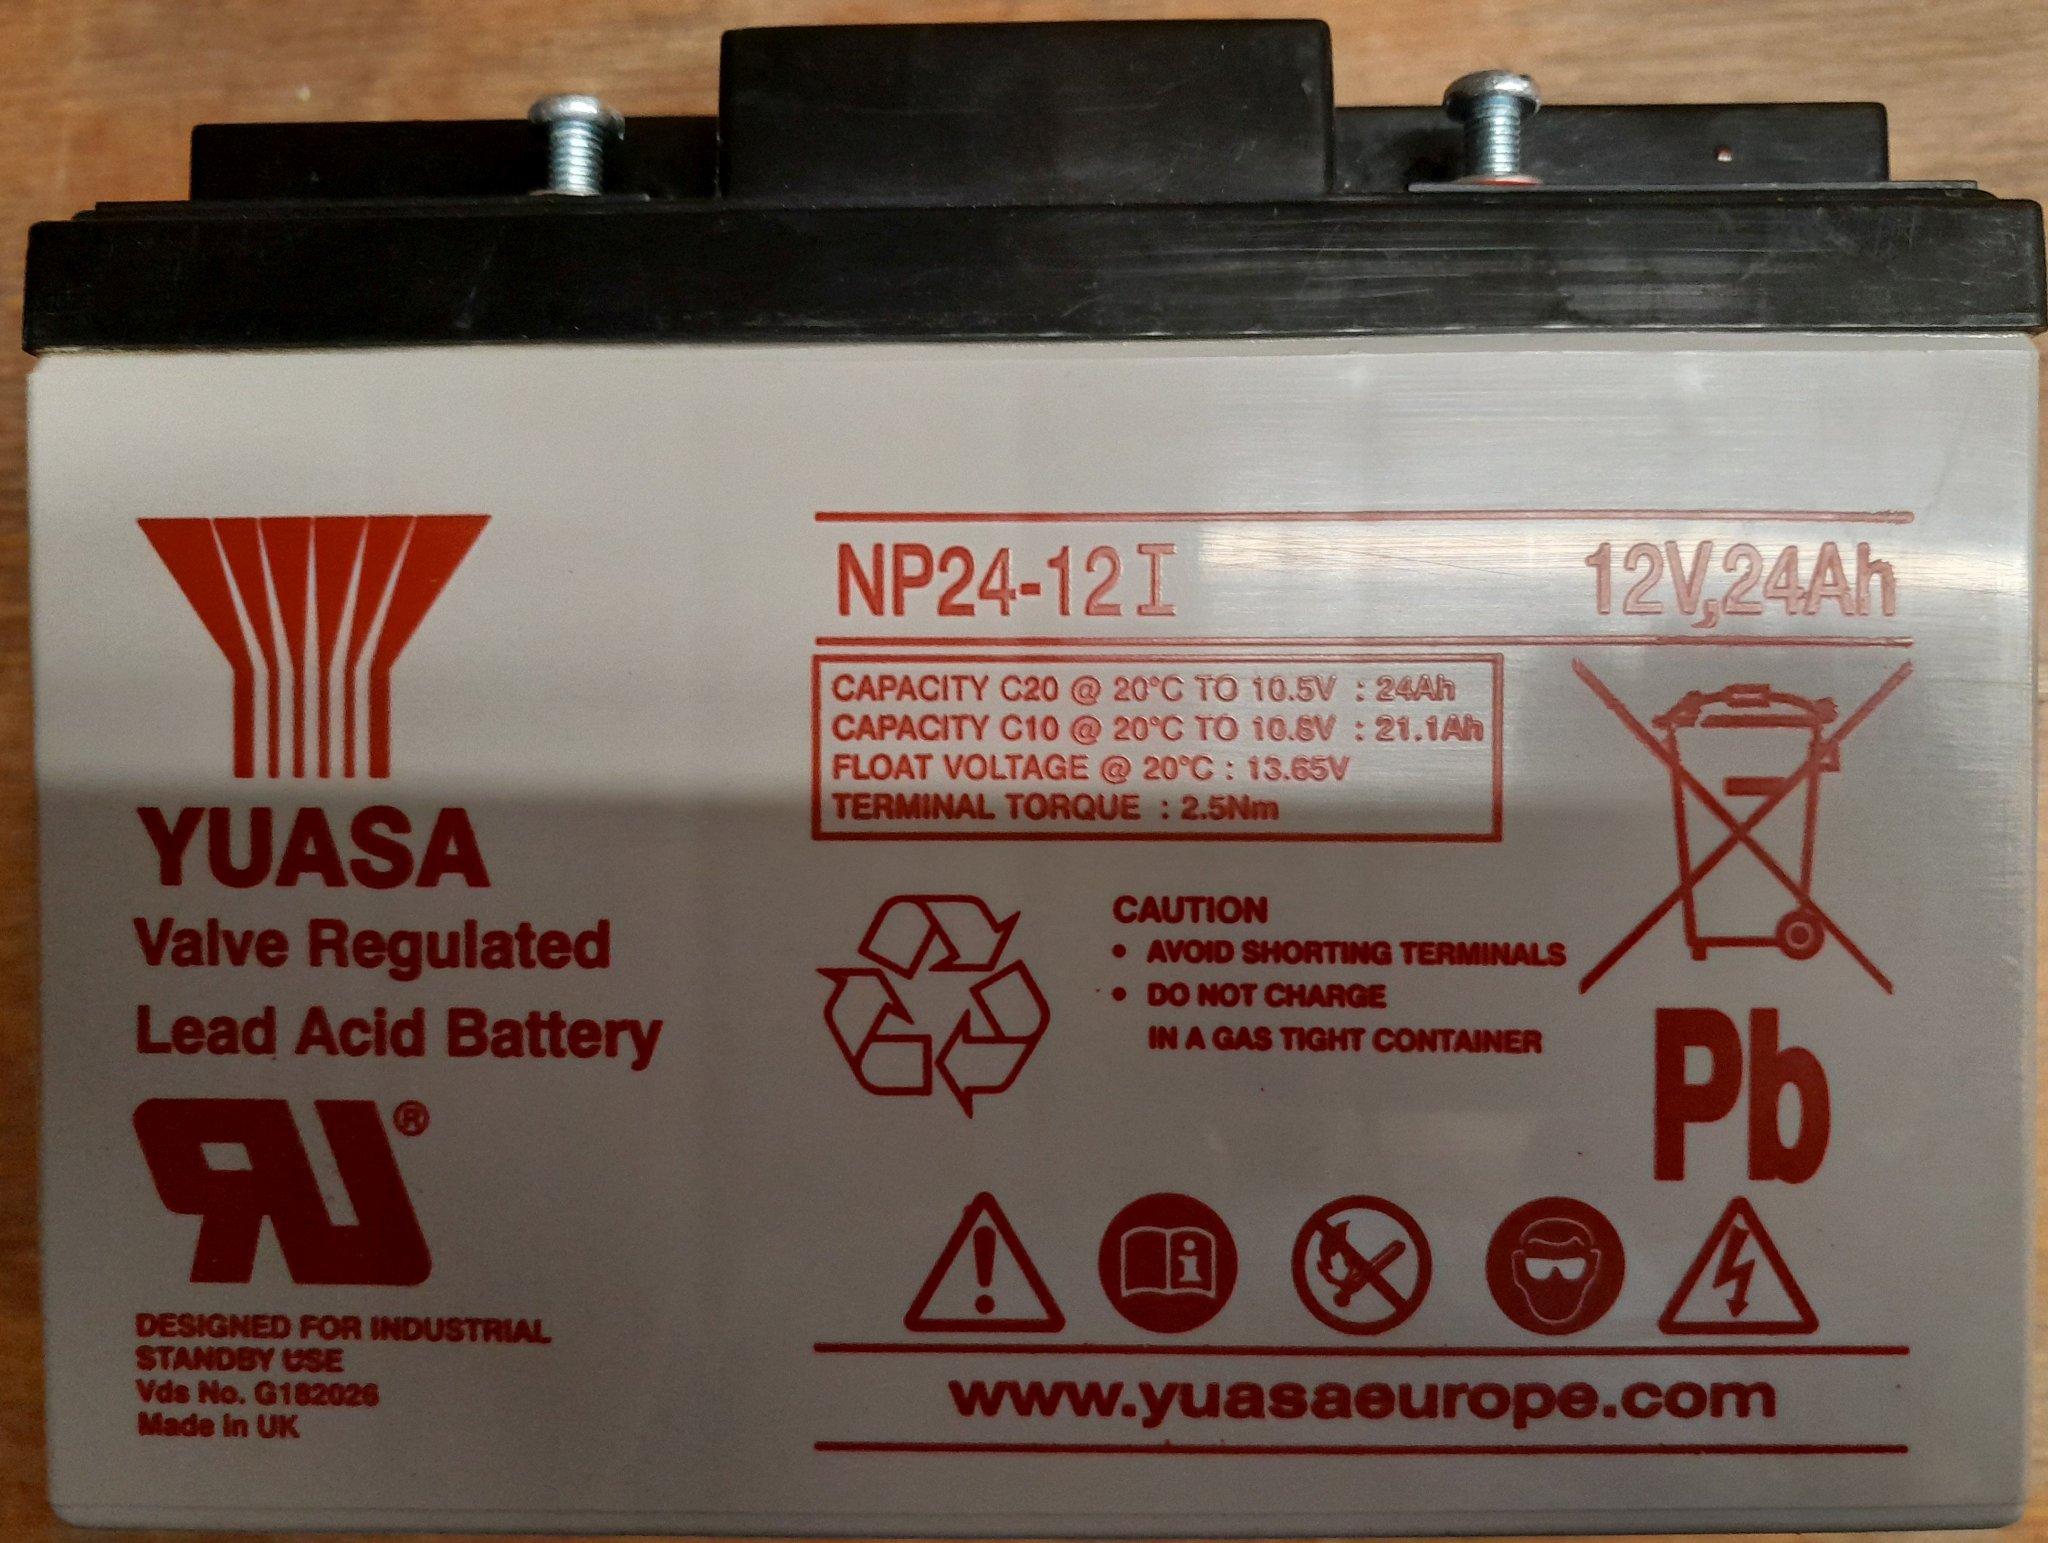 NP24-12 I 12V,24Ah
CAPACITY C20 @ 20°C TO 10.5V : 24Ah
CAPACITY C10 @ 20°C TO 10.8V : 21.1Ah
FLOAT VOLTAGE @ 20°C : 13.65V
TERMINAL TORQUE : 2.5Nm
YUASA
Valve Regulated
Lead Acid Battery
RU®
DESIGNED FOR INDUSTRIAL
STANDBY USE
Vds No. G182026
Made in UK
CAUTION
• AVOID SHORTING TERMINALS
• DO NOT CHARGE
IN A GAS TIGHT CONTAINER
Pb
i
www.yuasaeurope.com